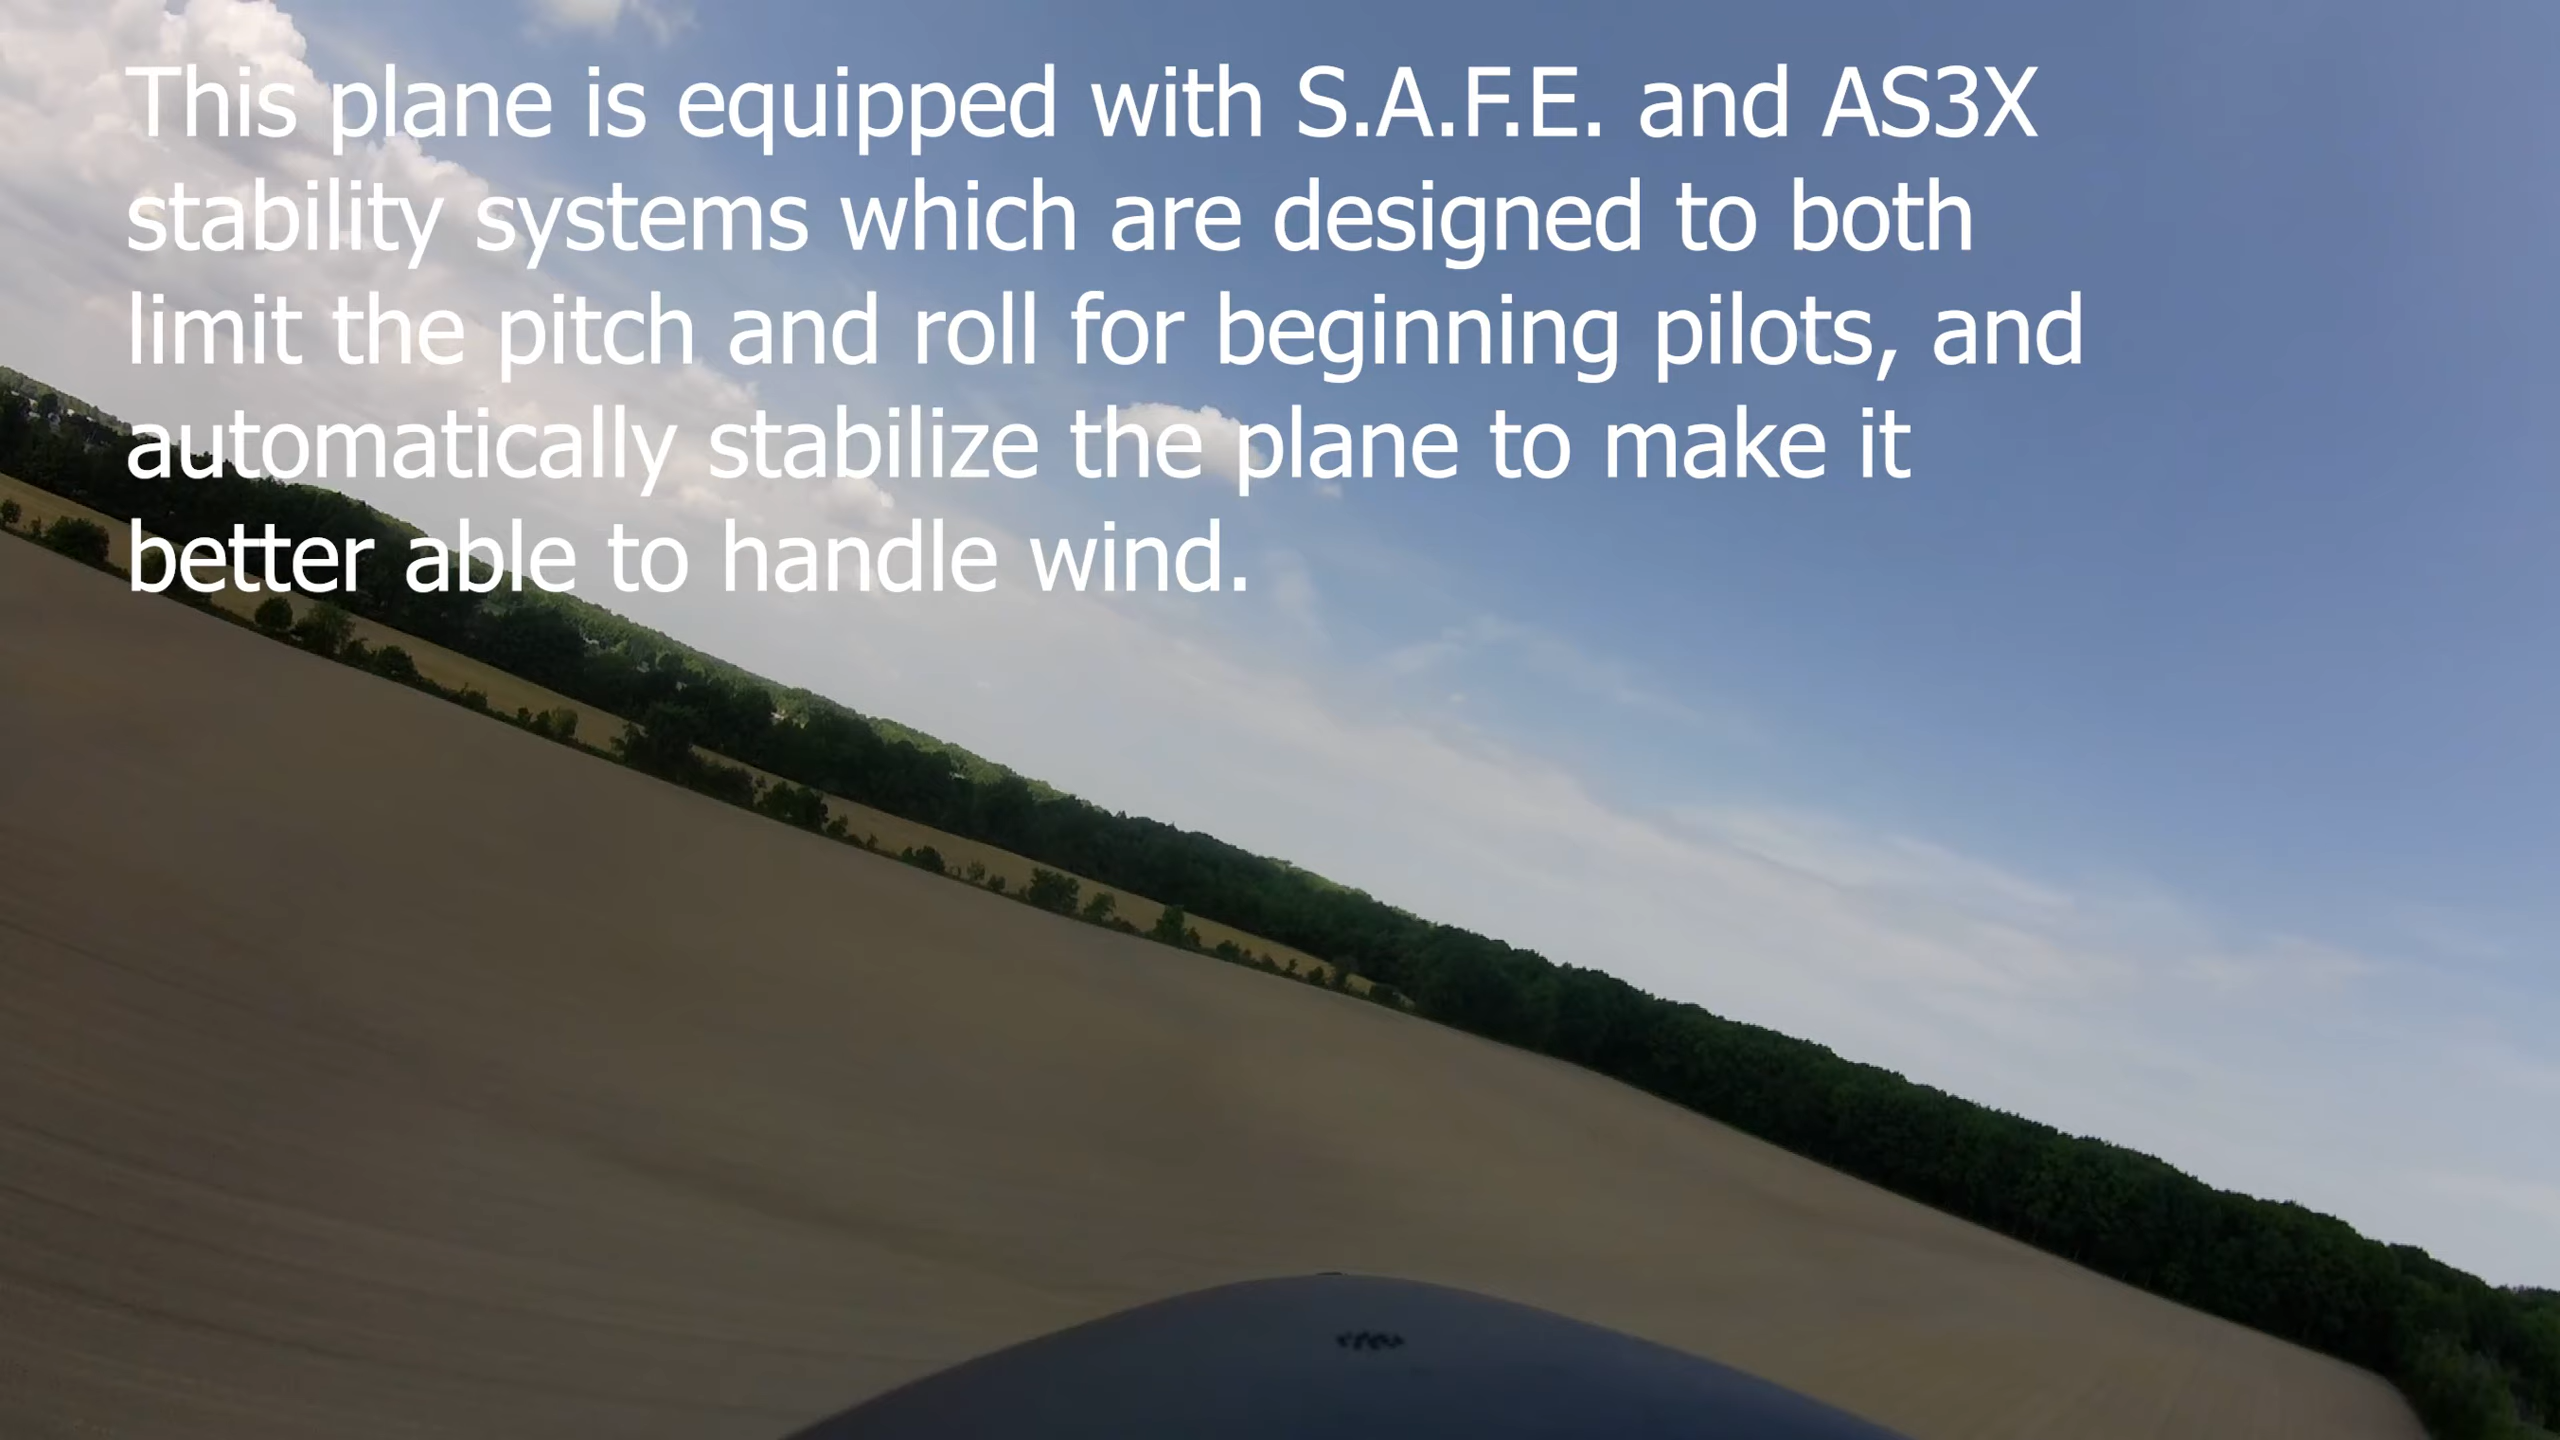 This plane is equipped with S.A.F.E. and AS3X
stability systems which are designed to both
limit the pitch and roll for beginning pilots, and
automatically stabilize the plane to make it
better able to handle wind.